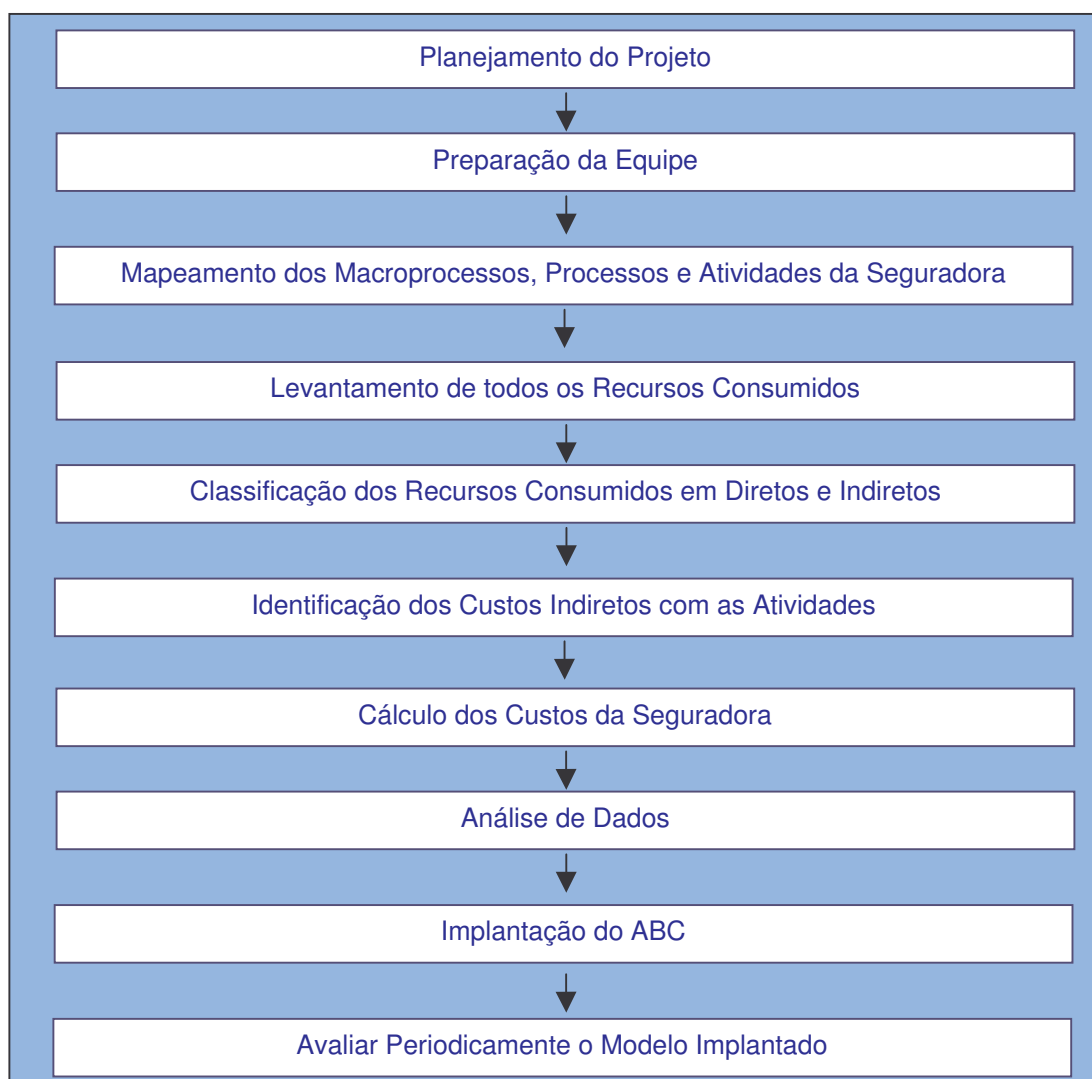 Planejamento do Projeto
Preparação da Equipe
Mapeamento dos Macroprocessos, Processos e Atividades da Seguradora
Levantamento de todos os Recursos Consumidos
Classificação dos Recursos Consumidos em Diretos e Indiretos
Identificação dos Custos Indiretos com as Atividades
Cálculo dos Custos da Seguradora
Análise de Dados
Implantação do ABC
Avaliar Periodicamente o Modelo Implantado